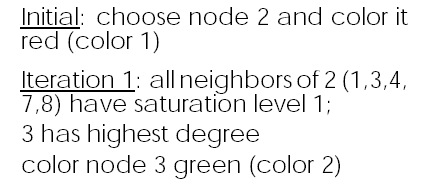 Initial: choose node 2 and color it
red (color 1)
Iteration 1: all neighbors of 2 (1,3,4,
7,8) have saturation level 1;
3 has highest degree
color node 3 green (color 2)